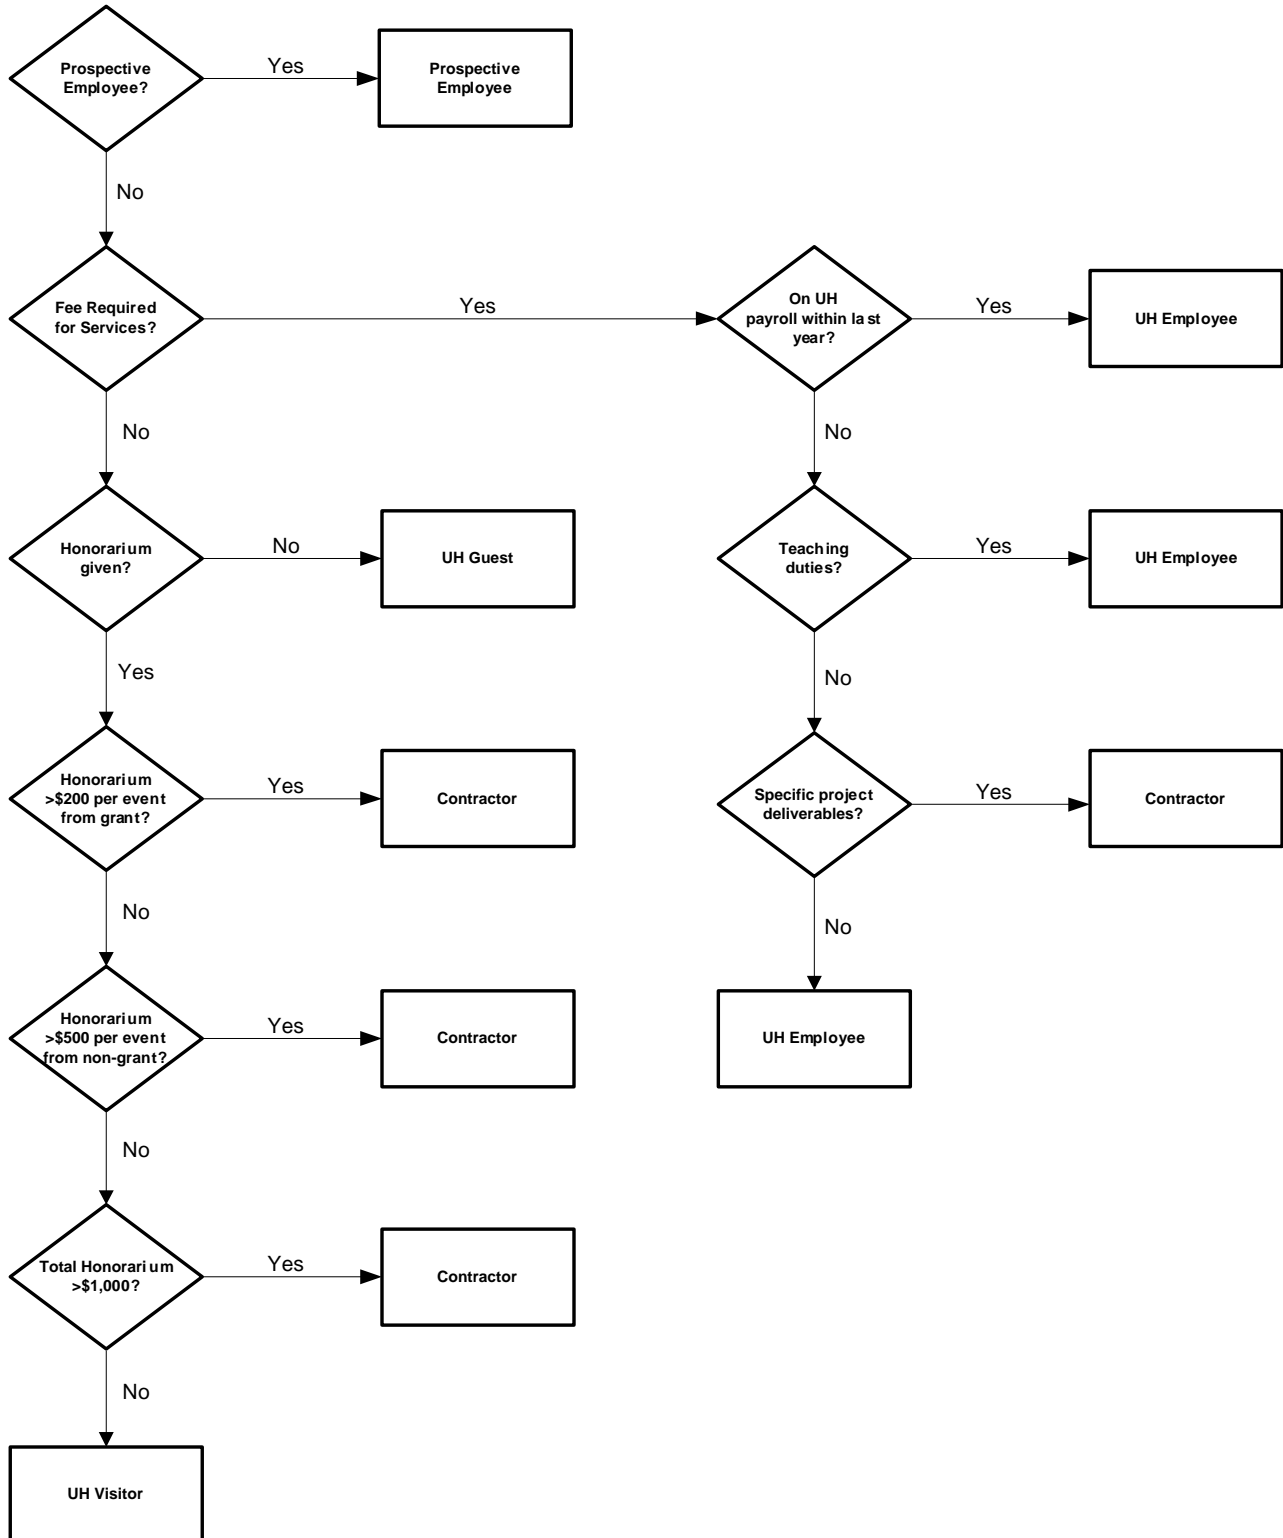 Prospective
Employee?
Yes
Prospective
Employee
No
Fee Required
for Services?
Yes
On UH
payroll within last
year?
Yes
UH Employee
No
No
Honorarium
given?
No
UH Guest
Teaching
duties?
Yes
UH Employee
Yes
No
Honorarium
>$200 per event
from grant?
Yes
Contractor
Specific project
deliverables?
Yes
Contractor
No
No
Honorarium
>$500 per event
from non-grant?
Yes
Contractor
UH Employee
No
Total Honorarium
>$1,000?
Yes
Contractor
No
UH Visitor